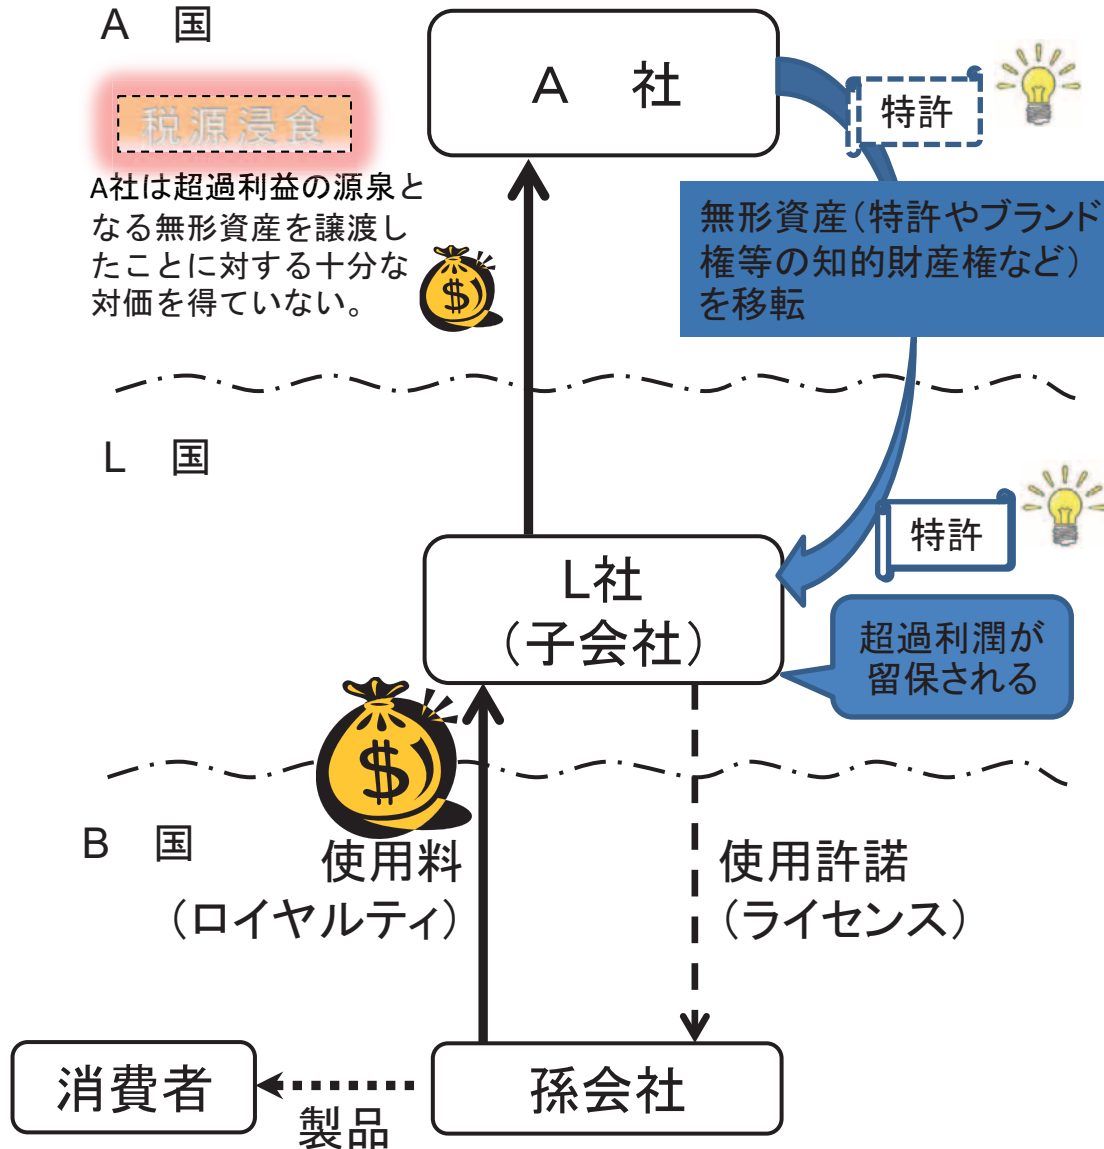 A 国
A 社
特許
税源浸食
A社は超過利益の源泉と
なる無形資産を譲渡し
たことに対する十分な
対価を得ていない。
$
無形資産(特許やブランド
権等の知的財産権など)
を移転
L 国
特許
L社
(子会社)
超過利潤が
留保される
$
B 国
使用料
(ロイヤルティ)
使用許諾
(ライセンス)
消費者
製品
孫会社